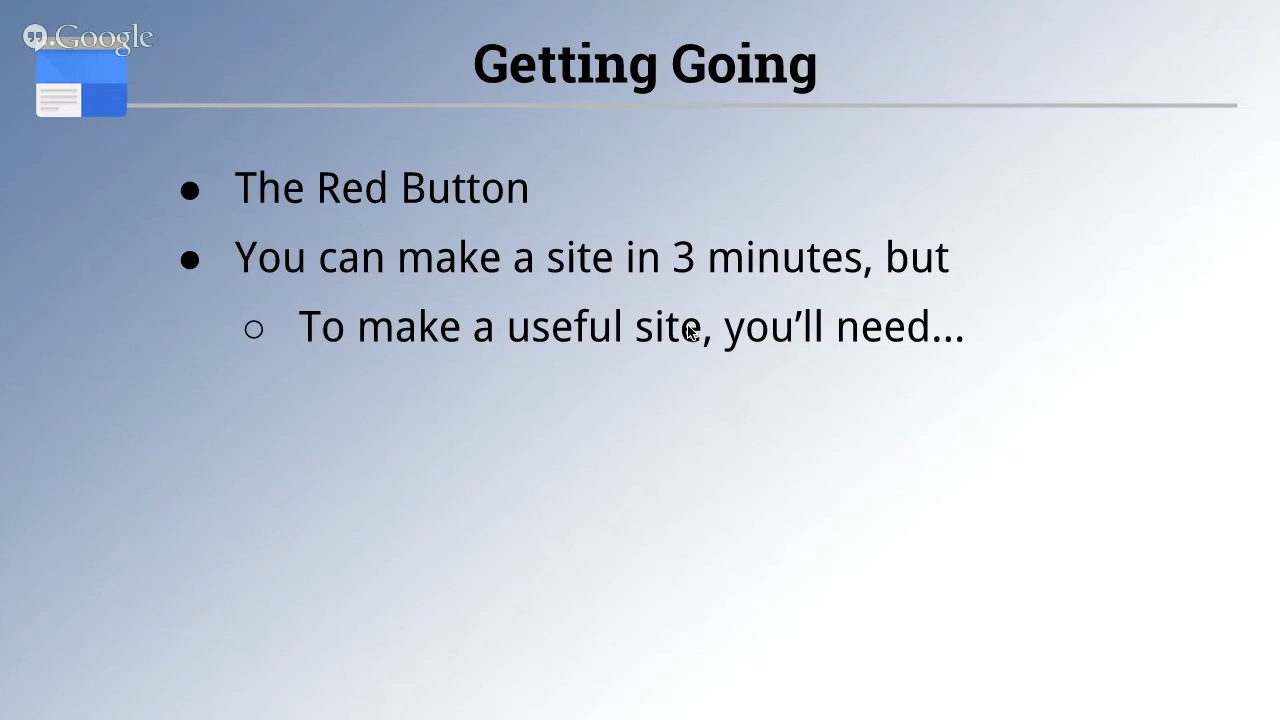 Google
Getting Going
● The Red Button
● You can make a site in 3 minutes, but
○ To make a useful site, you’ll need...